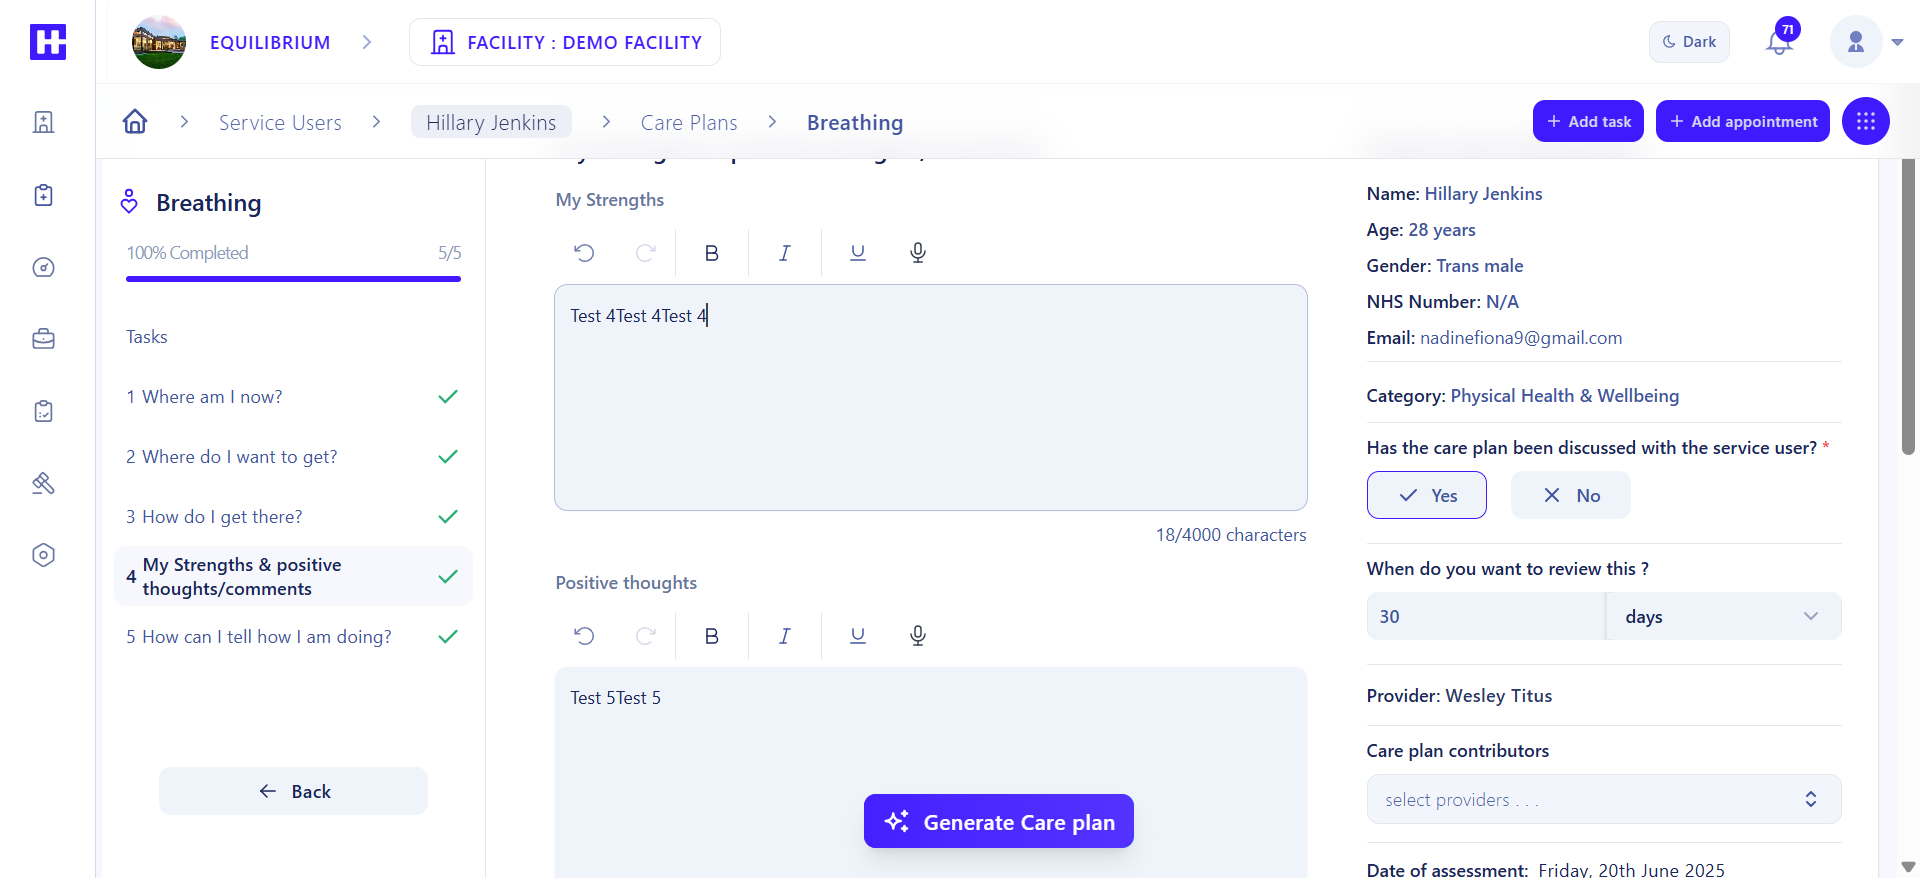 EQUILIBRIUM
FACILITY : DEMO FACILITY
Dark
71
Service Users
Hillary Jenkins
Care Plans
Breathing
+ Add task
+ Add appointment
Breathing
100% Completed
5/5
Tasks
1 Where am I now?
2 Where do I want to get?
3 How do I get there?
4 My Strengths & positive
thoughts/comments
5 How can I tell how I am doing?
Back
My Strengths
B I U
Test 4Test 4Test 4
18/4000 characters
Positive thoughts
B I U
Test 5Test 5
Generate Care plan
Name: Hillary Jenkins
Age: 28 years
Gender: Trans male
NHS Number: N/A
Email: nadinefiona9@gmail.com
Category: Physical Health & Wellbeing
Has the care plan been discussed with the service user? *
Yes
No
When do you want to review this ?
30
days
Provider: Wesley Titus
Care plan contributors
select providers . . .
Date of assessment: Friday, 20th June 2025